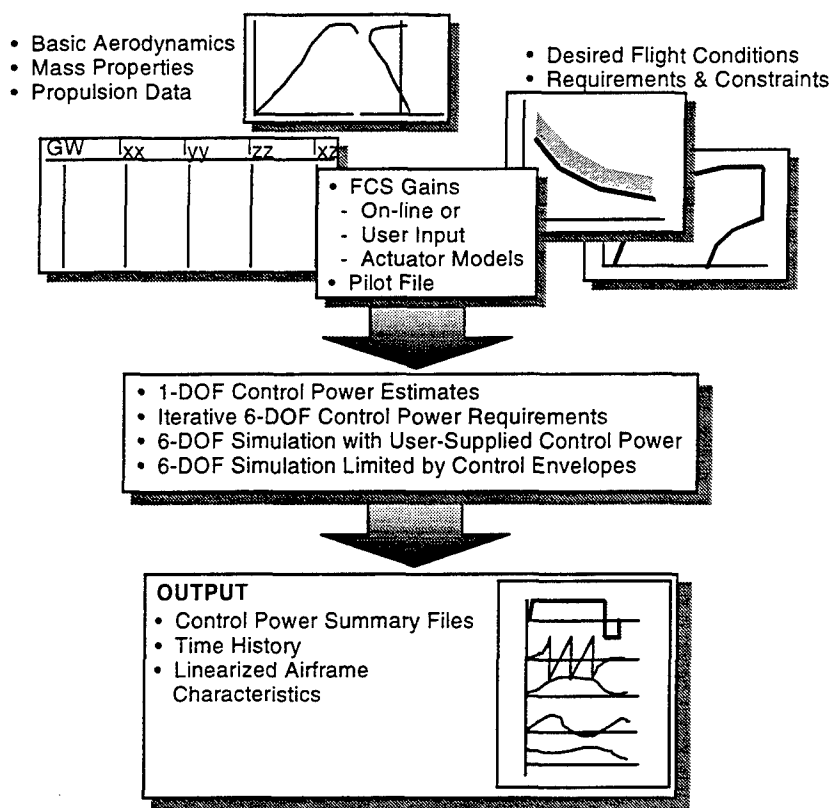 • Basic Aerodynamics
• Mass Properties
• Propulsion Data
• Desired Flight Conditions
• Requirements & Constraints
GW Ixx Iyy Izz Ixz
• FCS Gains
- On-line or
- User Input
- Actuator Models
• Pilot File
• 1-DOF Control Power Estimates
• Iterative 6-DOF Control Power Requirements
• 6-DOF Simulation with User-Supplied Control Power
• 6-DOF Simulation Limited by Control Envelopes
OUTPUT
• Control Power Summary Files
• Time History
• Linearized Airframe
Characteristics